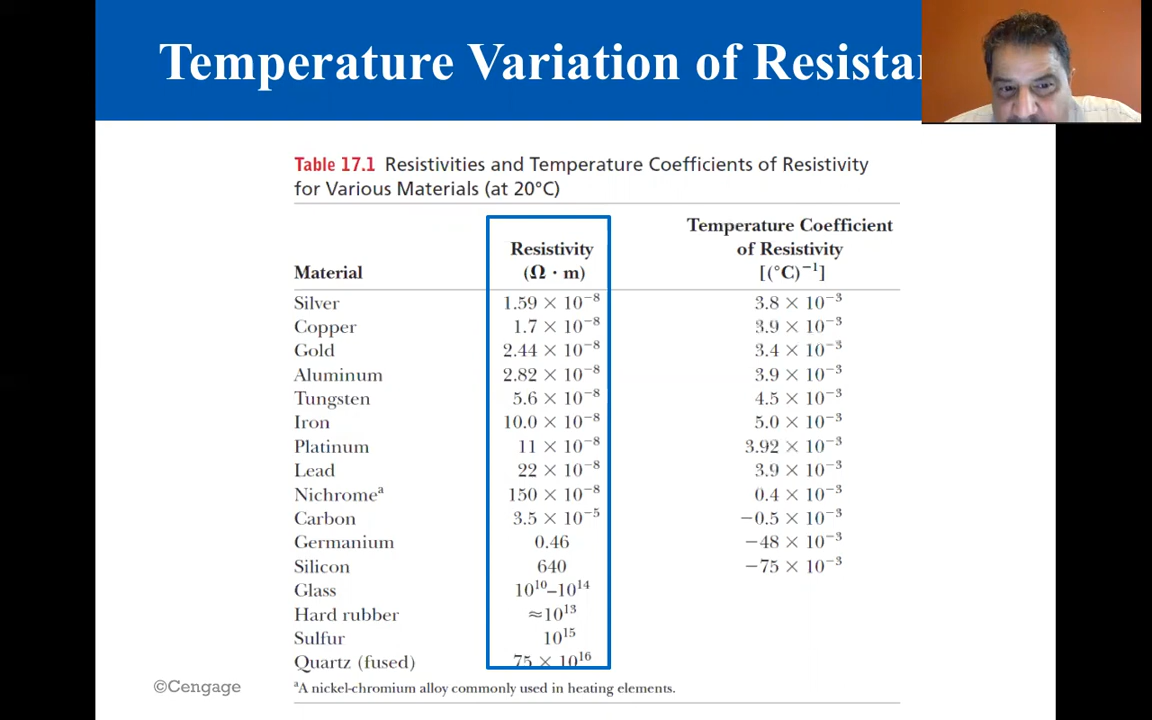 Temperature Variation of Resista
Table 17.1 Resistivities and Temperature Coefficients of Resistivity
for Various Materials (at 20°C)
Material Resistivity (Ω · m) Temperature Coefficient of Resistivity [(°C)⁻¹]
Silver 1.59 × 10⁻⁸ 3.8 × 10⁻³
Copper 1.7 × 10⁻⁸ 3.9 × 10⁻³
Gold 2.44 × 10⁻⁸ 3.4 × 10⁻³
Aluminum 2.82 × 10⁻⁸ 3.9 × 10⁻³
Tungsten 5.6 × 10⁻⁸ 4.5 × 10⁻³
Iron 10.0 × 10⁻⁸ 5.0 × 10⁻³
Platinum 11 × 10⁻⁸ 3.92 × 10⁻³
Lead 22 × 10⁻⁸ 3.9 × 10⁻³
Nichromeᵃ 150 × 10⁻⁸ 0.4 × 10⁻³
Carbon 3.5 × 10⁻⁵ −0.5 × 10⁻³
Germanium 0.46 −48 × 10⁻³
Silicon 640 −75 × 10⁻³
Glass 10¹⁰–10¹⁴
Hard rubber ≈10¹³
Sulfur 10¹⁵
Quartz (fused) 75 × 10¹⁶
©Cengage
ᵃA nickel-chromium alloy commonly used in heating elements.